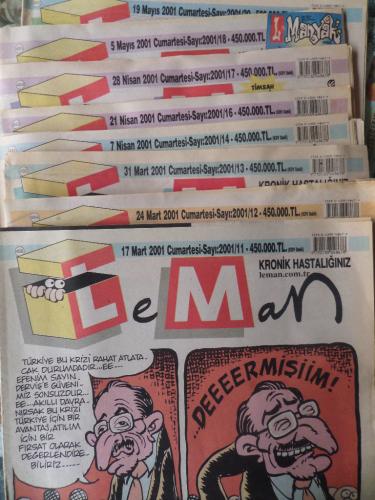 19 Mayıs 2001 Cumartesi-Sayı:2001/20
L-Manyak
5 Mayıs 2001 Cumartesi-Sayı:2001/18 - 450.000.TL.
28 Nisan 2001 Cumartesi-Sayı:2001/17 - 450.000.TL.
TIMSAH
21 Nisan 2001 Cumartesi-Sayı:2001/16 - 450.000.TL.
7 Nisan 2001 Cumartesi-Sayı:2001/14 - 450.000.TL.
31 Mart 2001 Cumartesi-Sayı:2001/13 - 450.000.TL.
KRONİK HASTALIĞINIZ
24 Mart 2001 Cumartesi-Sayı:2001/12 - 450.000.TL.
17 Mart 2001 Cumartesi-Sayı:2001/11 - 450.000.TL.
KRONİK HASTALIĞINIZ
leman.com.tr
LeMan
TÜRKİYE BU KRİZİ RAHAT ATLATA-
CAK DURUMDADIR...EE...
EFENİM SAYIN
DERVİŞ'E GÜVENİ-
MİZ SONSUZDUR...
EE...AKILLI DAVRA-
NIRSAK BU KRİZİ
TÜRKİYE İÇİN BİR
AVANTAJ, ATILIM
İÇİN BİR
FIRSAT OLARAK
DEĞERLENDİRE-
BİLİRİZ.....
DEEEERMİŞİİM!